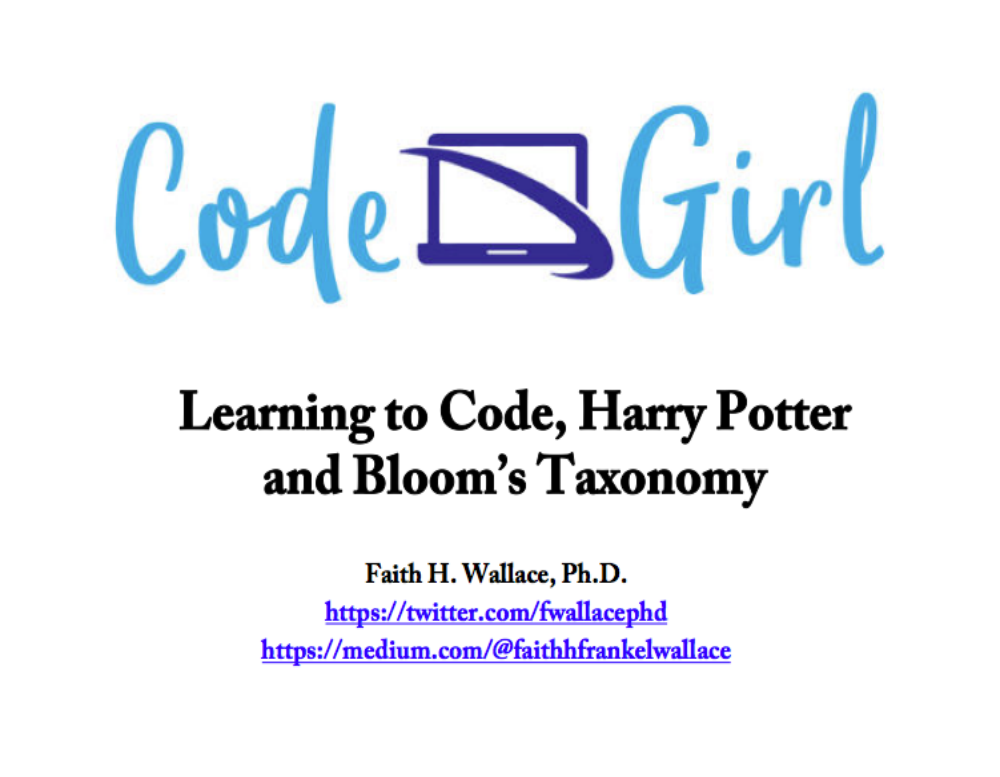 Code Girl
Learning to Code, Harry Potter
and Bloom's Taxonomy
Faith H. Wallace, Ph.D.
https://twitter.com/fwallacephd
https://medium.com/@faithhfrankelwallace